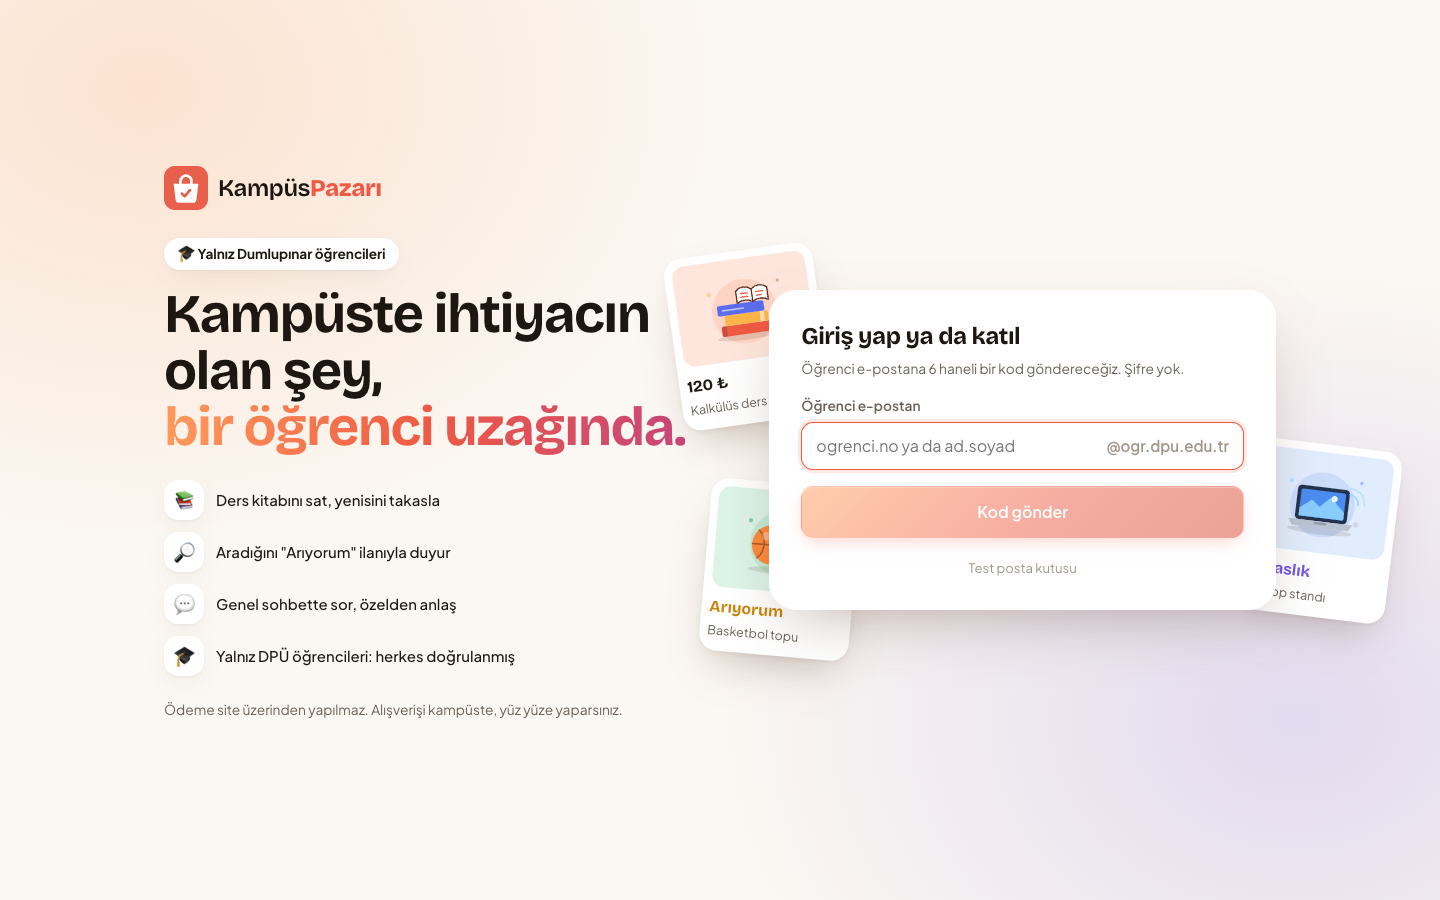 KampüsPazarı
🎓 Yalnız Dumlupınar öğrencileri
Kampüste ihtiyacın
olan şey,
bir öğrenci uzağında.
Ders kitabını sat, yenisini takasla
Aradığını "Arıyorum" ilanıyla duyur
Genel sohbette sor, özelden anlaş
Yalnız DPÜ öğrencileri: herkes doğrulanmış
Ödeme site üzerinden yapılmaz. Alışverişi kampüste, yüz yüze yaparsınız.
120 ₺
Kalkülüs ders
Arıyorum
Basketbol topu
Giriş yap ya da katıl
Öğrenci e-postana 6 haneli bir kod göndereceğiz. Şifre yok.
Öğrenci e-postan
ogrenci.no ya da ad.soyad @ogr.dpu.edu.tr
Kod gönder
Test posta kutusu
aslık
op standı